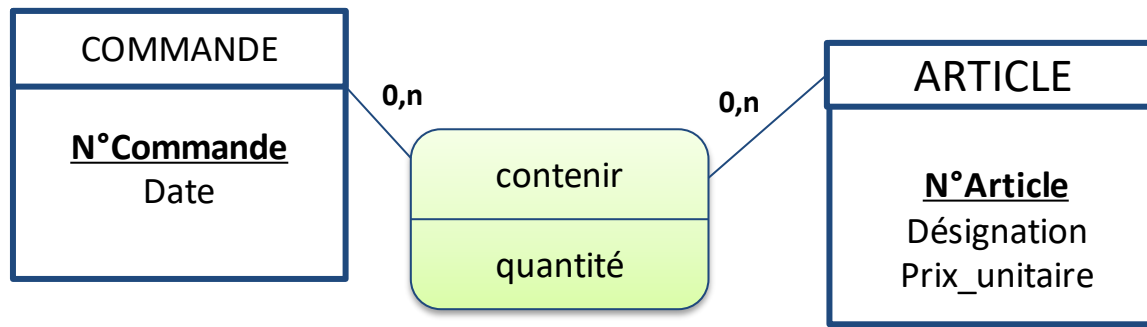 COMMANDE
N°Commande
Date
0,n
contenir
quantité
0,n
ARTICLE
N°Article
Désignation
Prix_unitaire